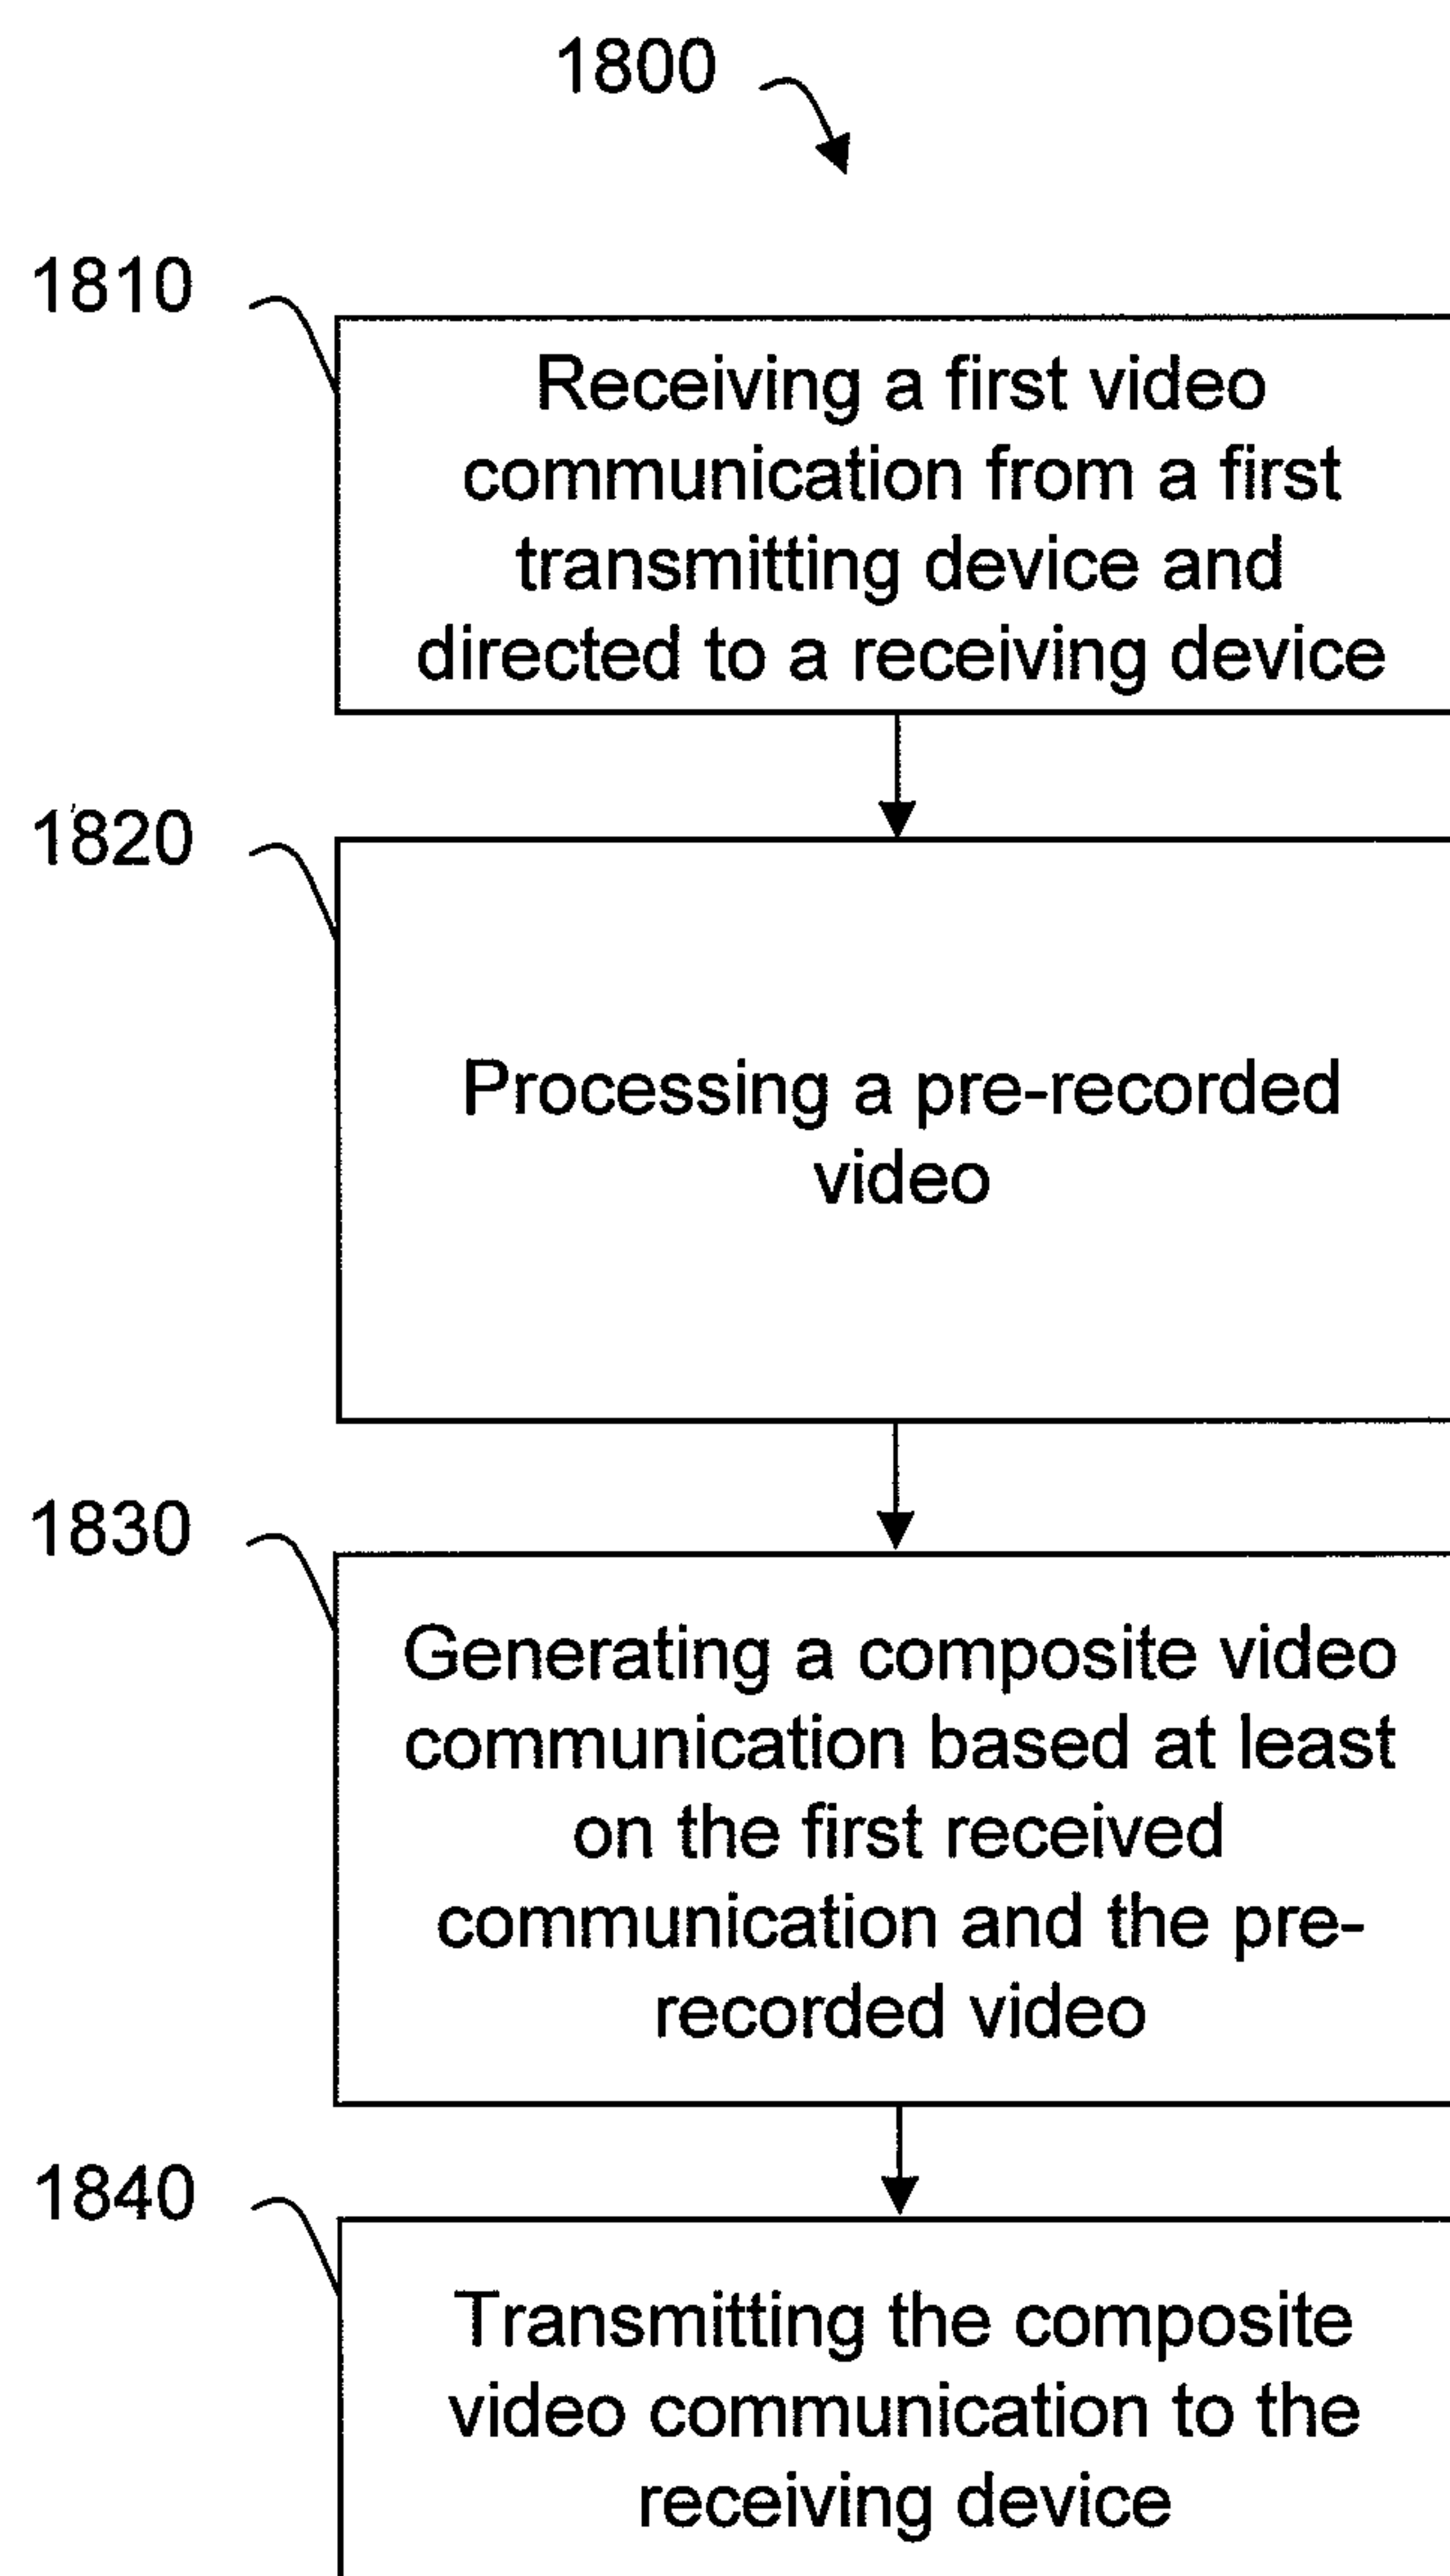 1800
1810
Receiving a first video
communication from a first
transmitting device and
directed to a receiving device
1820
Processing a pre-recorded
video
1830
Generating a composite video
communication based at least
on the first received
communication and the pre-
recorded video
1840
Transmitting the composite
video communication to the
receiving device